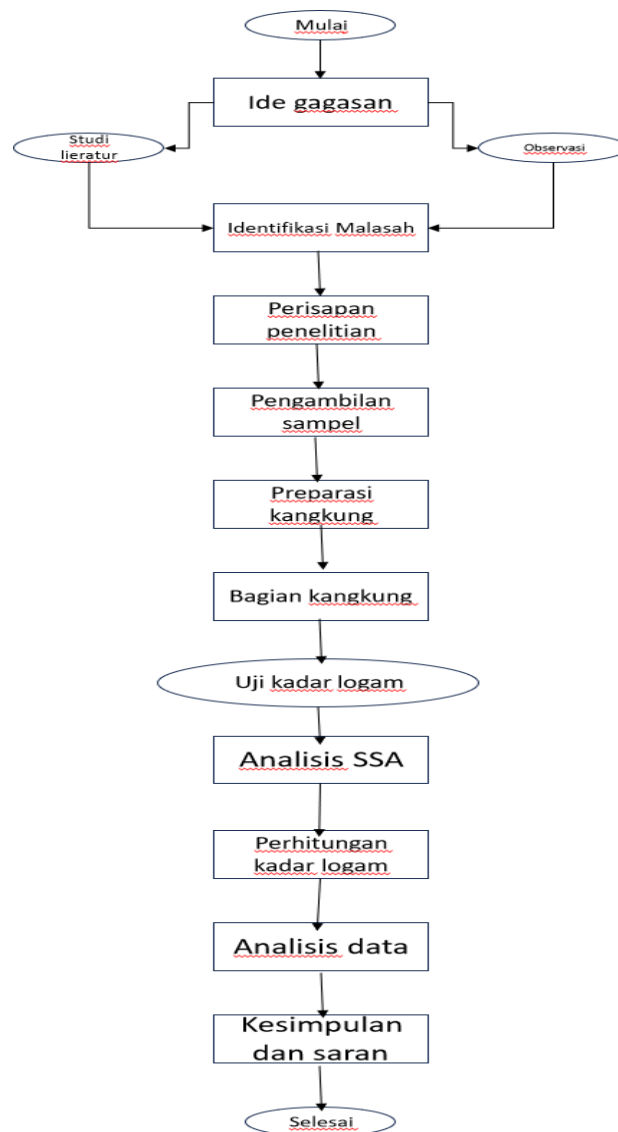 Mulai
Ide gagasan
Studi
lieratur
Observasi
Identifikasi Malasah
Perisapan
penelitian
Pengambilan
sampel
Preparasi
kangkung
Bagian kangkung
Uji kadar logam
Analisis SSA
Perhitungan
kadar logam
Analisis data
Kesimpulan
dan saran
Selesai